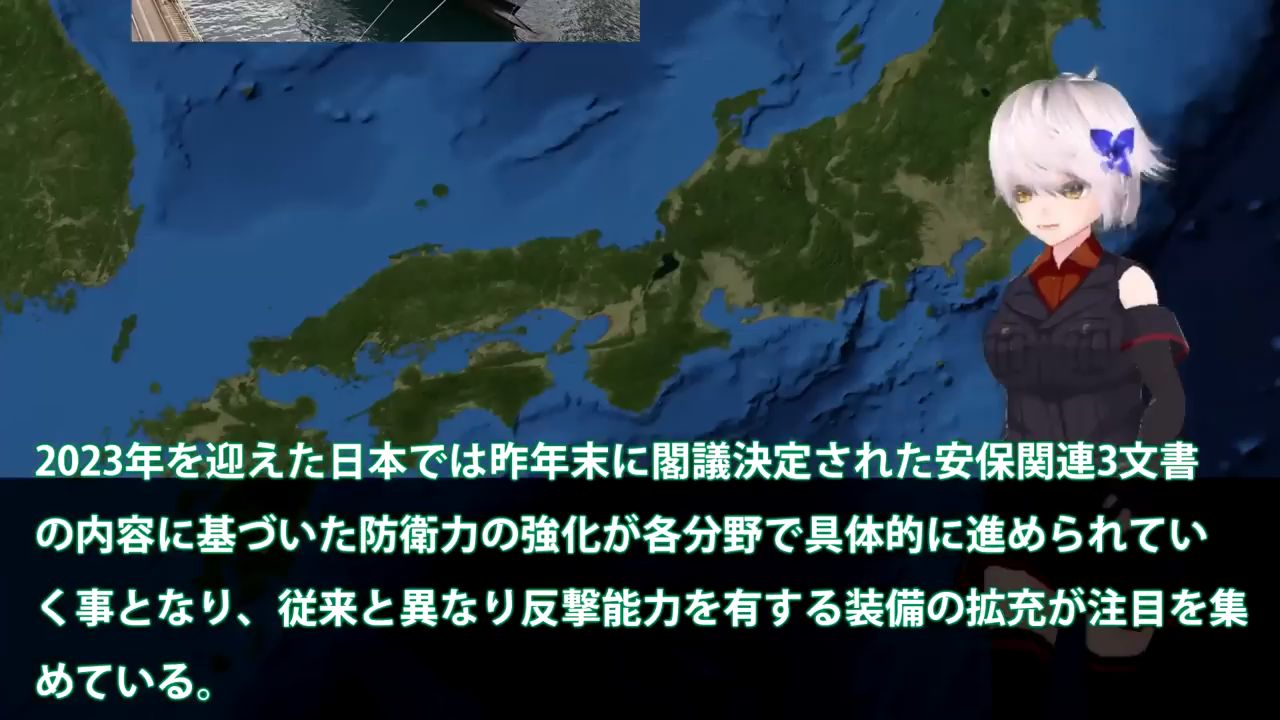 2023年を迎えた日本では昨年末に閣議決定された安保関連3文書
の内容に基づいた防衛力の強化が各分野で具体的に進められてい
く事となり、従来と異なり反撃能力を有する装備の拡充が注目を集
めている。